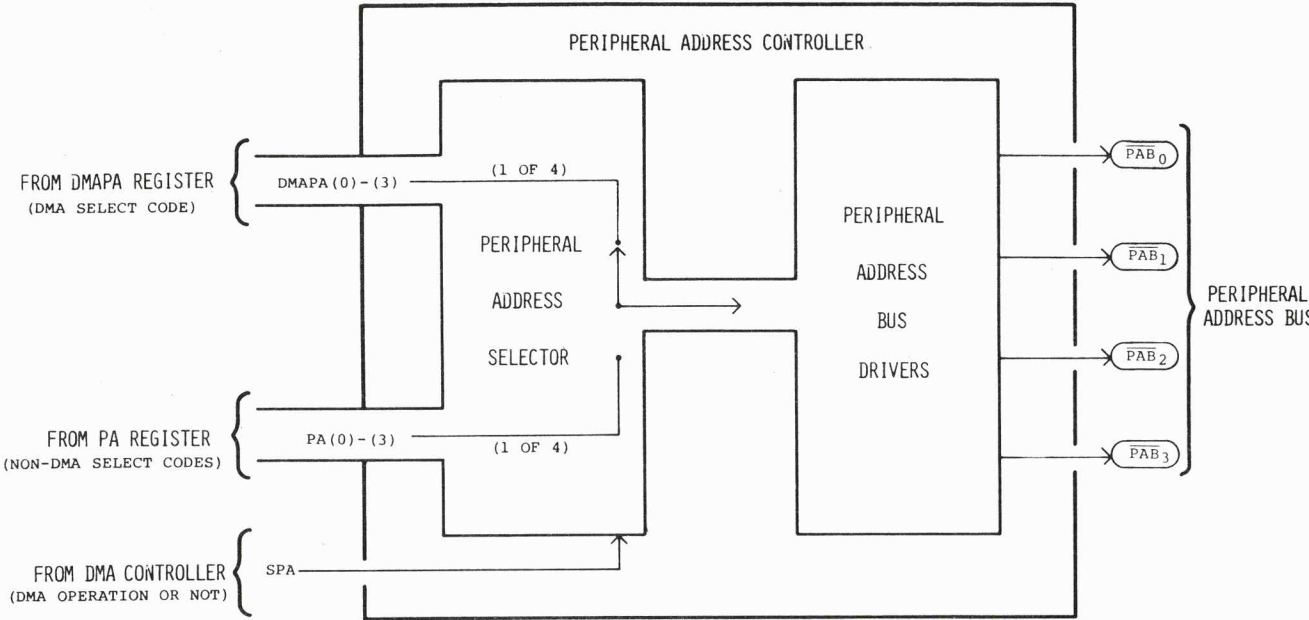 PERIPHERAL ADDRESS CONTROLLER
FROM DMAPA REGISTER
(DMA SELECT CODE)
DMAPA(0)-(3)
(1 OF 4)
PERIPHERAL
ADDRESS
SELECTOR
PA(0)-(3)
(1 OF 4)
FROM PA REGISTER
(NON-DMA SELECT CODES)
FROM DMA CONTROLLER
(DMA OPERATION OR NOT)
SPA
PERIPHERAL
ADDRESS
BUS
DRIVERS
PAB0
PAB1
PAB2
PAB3
PERIPHERAL
ADDRESS BUS